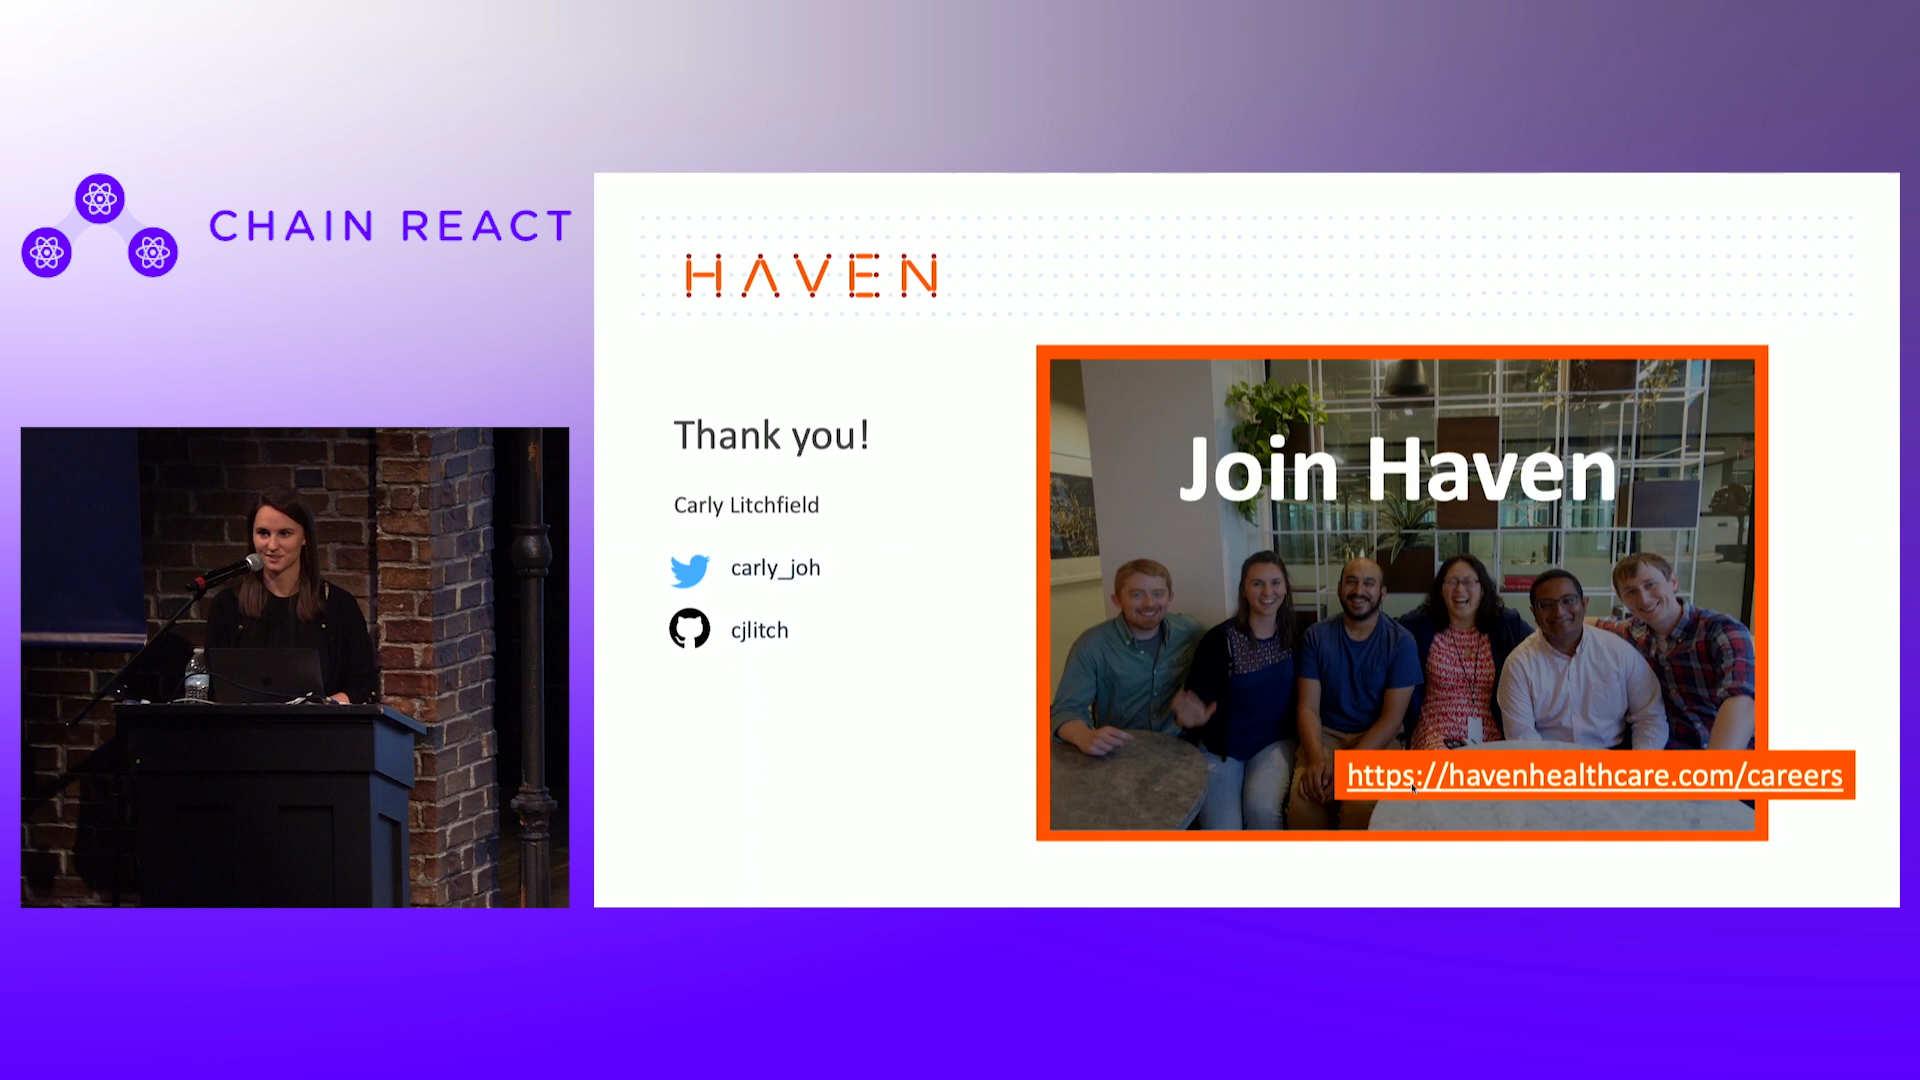 CHAIN REACT
HAVEN
Thank you!
Carly Litchfield
carly_joh
cjlitch
Join Haven
https://havenhealthcare.com/careers